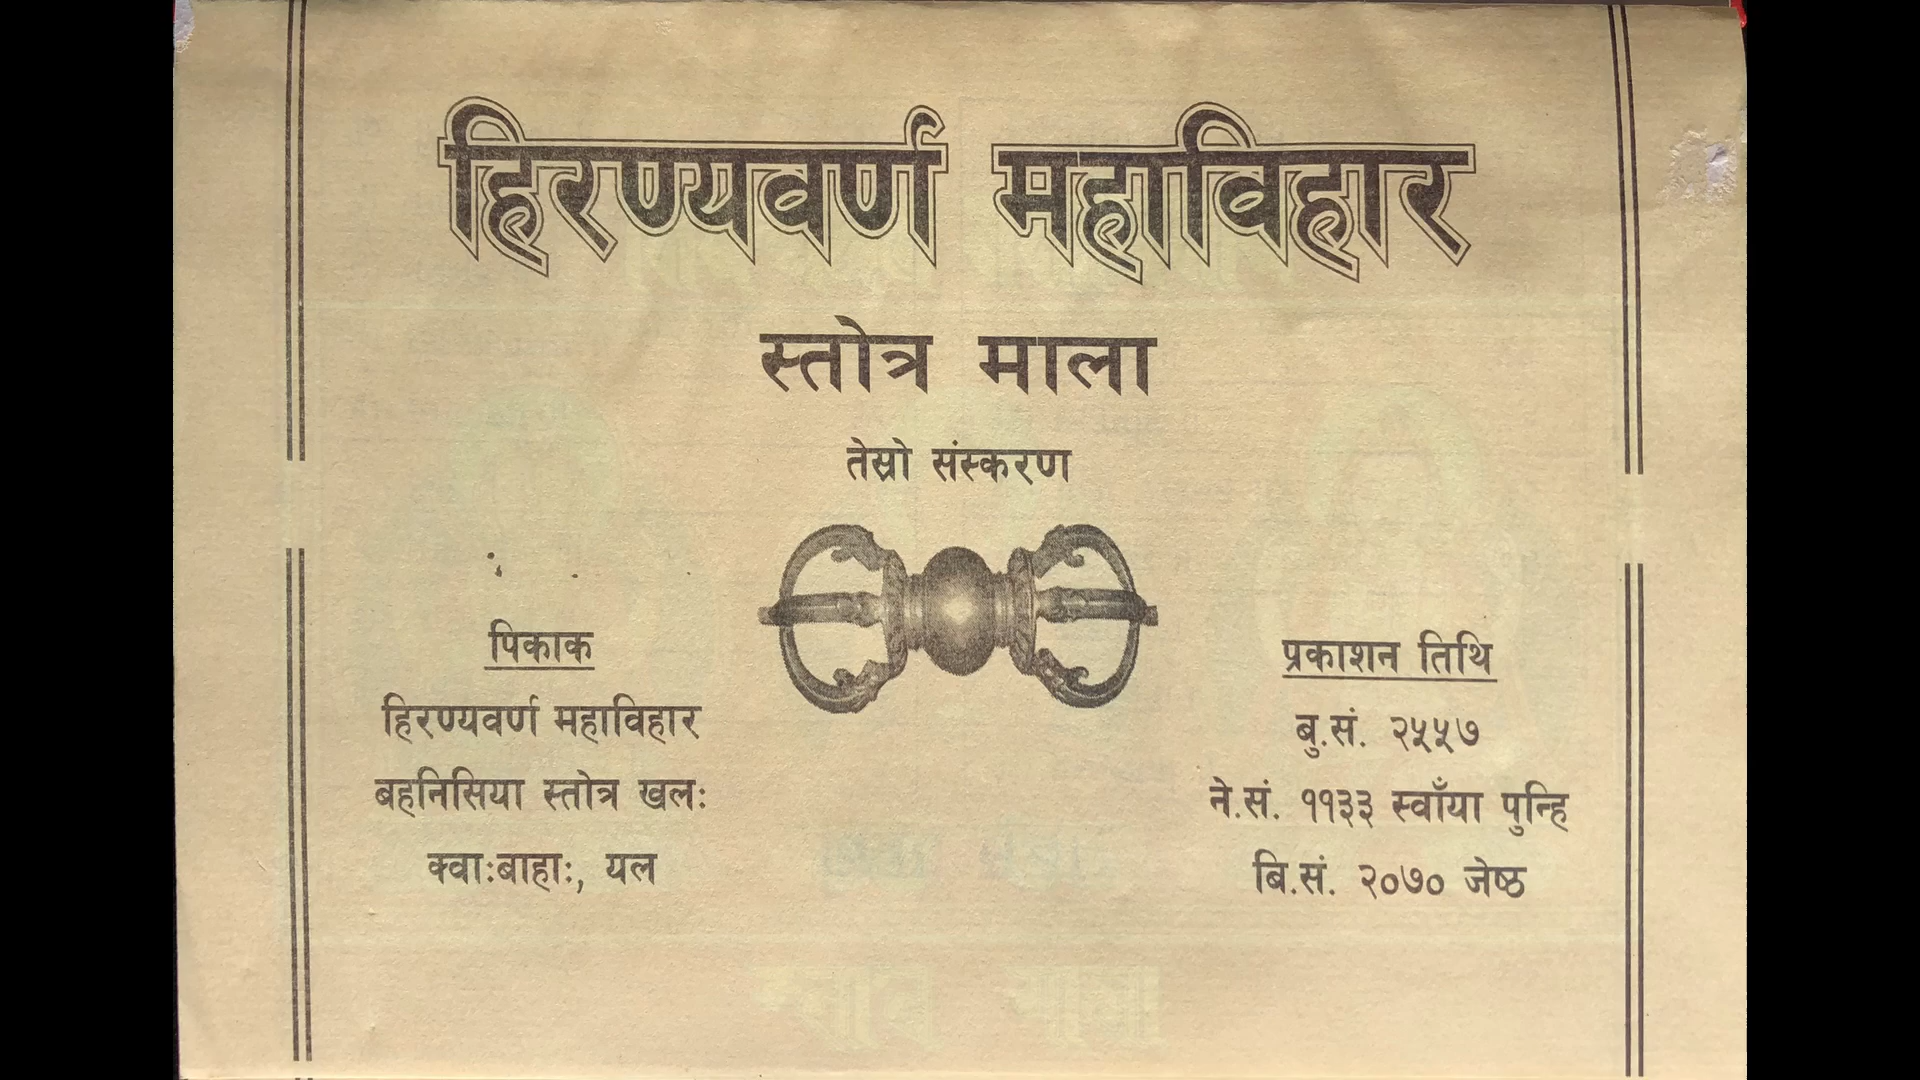 हिरण्यवर्ण महाविहार
स्तोत्र माला
तेस्रो संस्करण
पिकाक
हिरण्यवर्ण महाविहार
बहनिसिया स्तोत्र खलः
क्वाःबाहाः, यल
प्रकाशन तिथि
बु.सं. २५५७
ने.सं. ११३३ स्वाँया पुन्हि
बि.सं. २०७० जेष्ठ